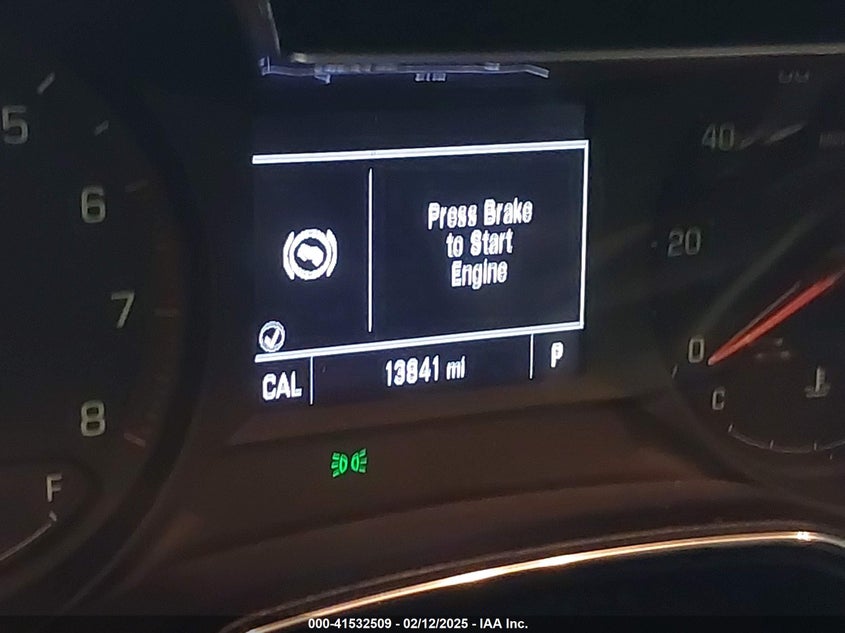 5
6
7
8
F
Press Brake
to Start
Engine
CAL
13841 mi
P
40
20
0
C
000-41532509 - 02/12/2025 - IAA Inc.